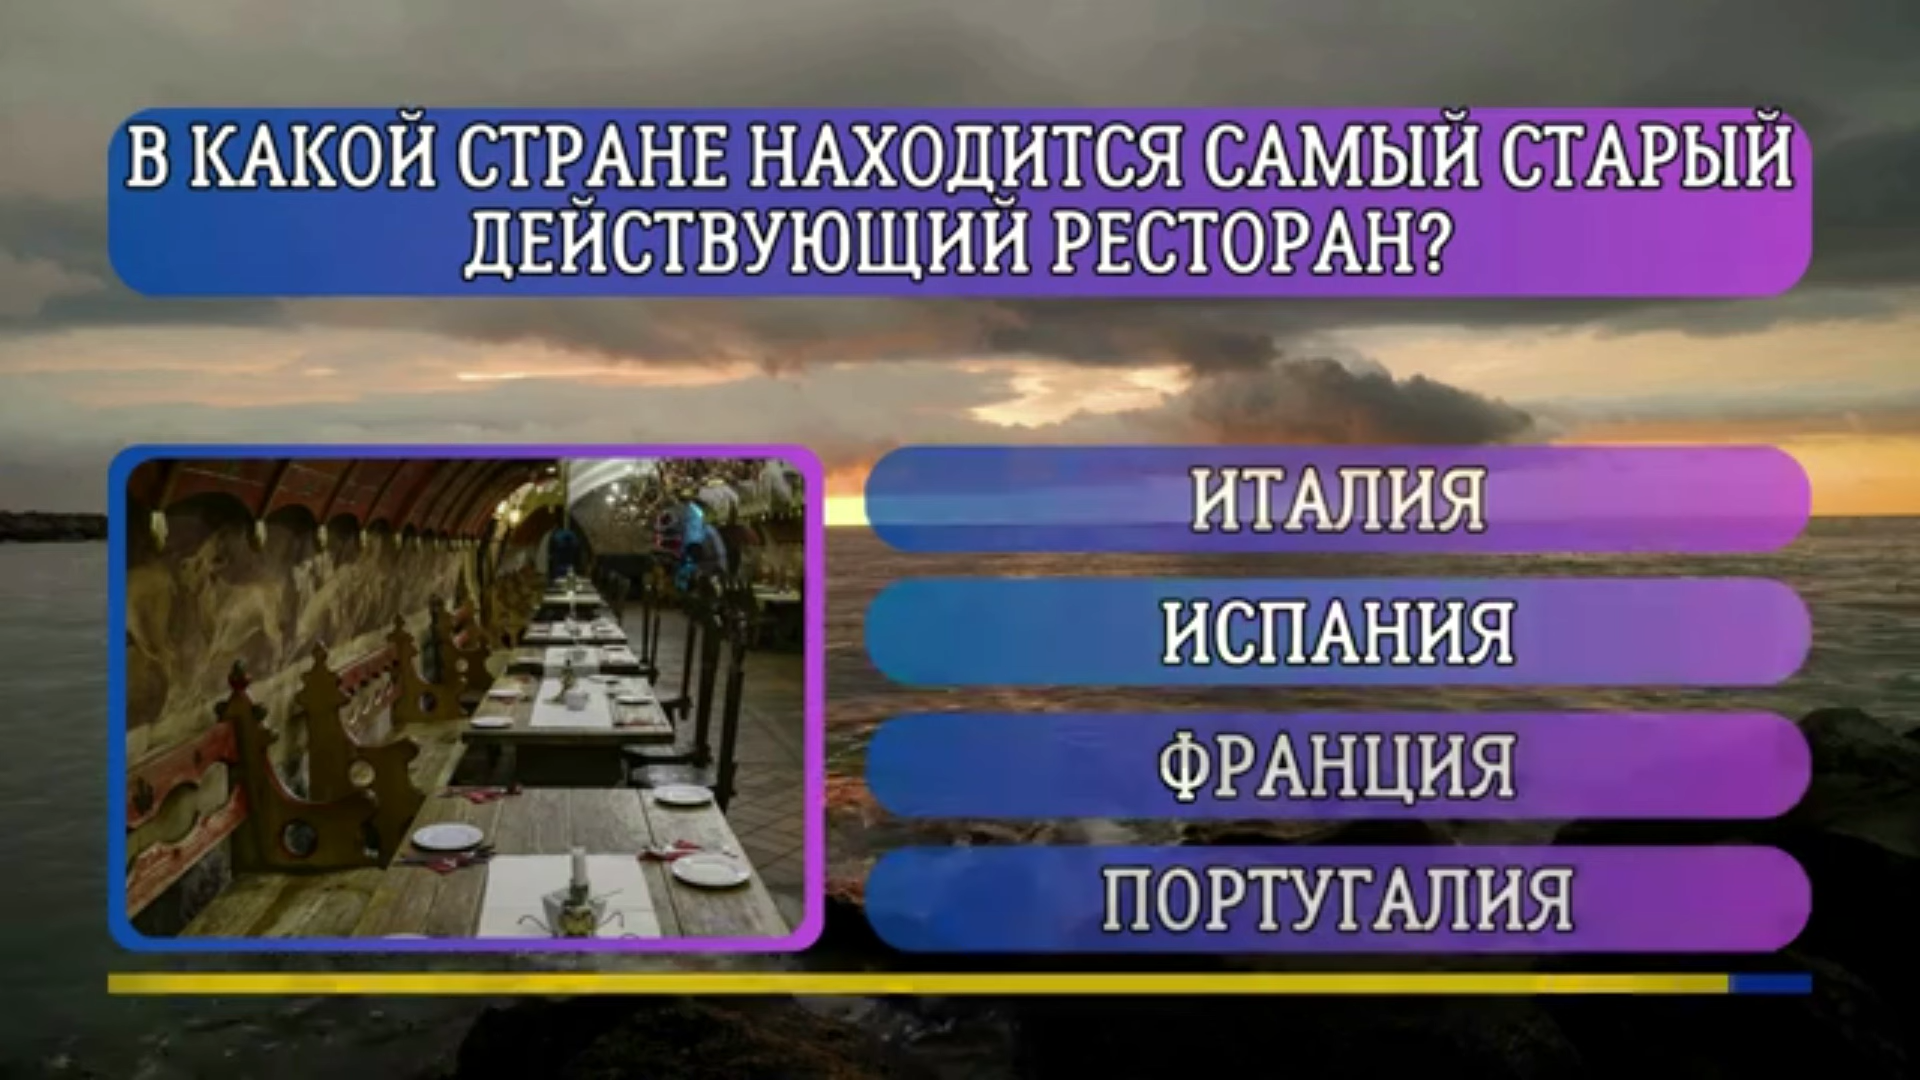 В КАКОЙ СТРАНЕ НАХОДИТСЯ САМЫЙ СТАРЫЙ
ДЕЙСТВУЮЩИЙ РЕСТОРАН?
ИТАЛИЯ
ИСПАНИЯ
ФРАНЦИЯ
ПОРТУГАЛИЯ